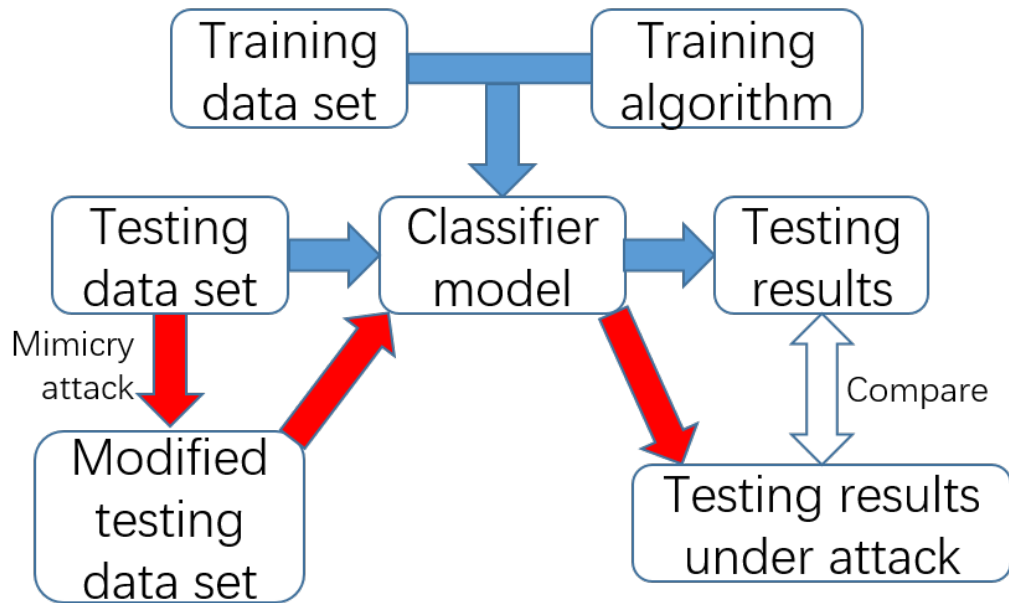 Training
data set
Training
algorithm
Testing
data set
Classifier
model
Testing
results
Mimicry
attack
Compare
Modified
testing
data set
Testing results
under attack